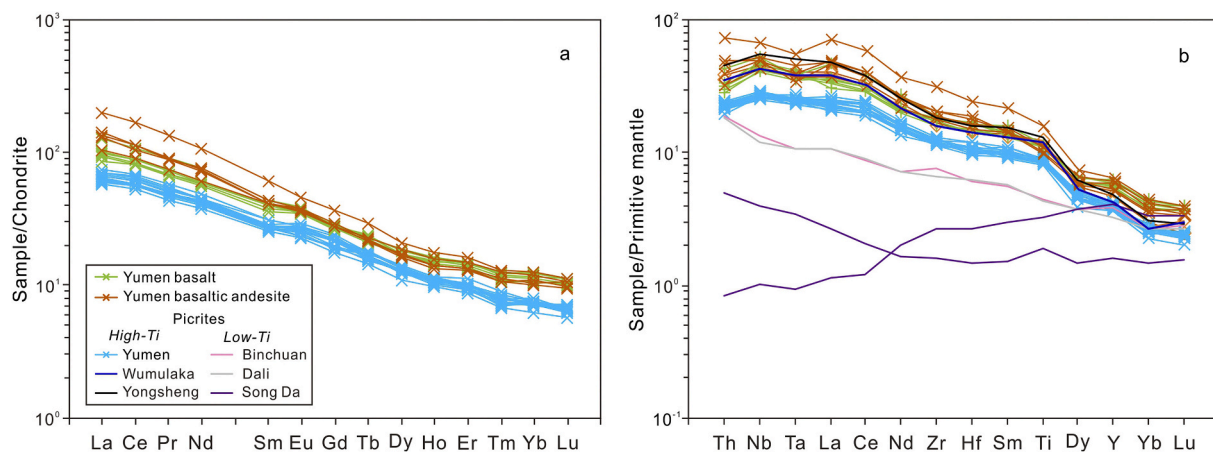 10³
10²
10¹
10⁰
Sample/Chondrite
a
Yumen basalt
Yumen basaltic andesite
Picrites
High-Ti Low-Ti
Yumen Binchuan
Wumulaka Dali
Yongsheng Song Da
La Ce Pr Nd Sm Eu Gd Tb Dy Ho Er Tm Yb Lu
10²
10¹
10⁰
10⁻¹
Sample/Primitive mantle
b
Th Nb Ta La Ce Nd Zr Hf Sm Ti Dy Y Yb Lu